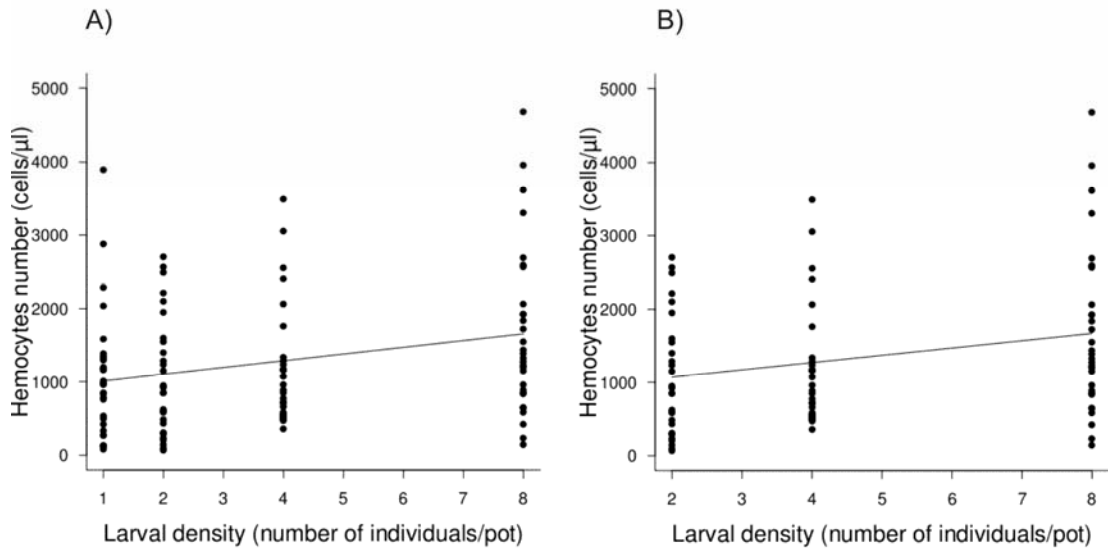 A)
Hemocytes number (cells/µl)
5000
4000
3000
2000
1000
0
1 2 3 4 5 6 7 8
Larval density (number of individuals/pot)
B)
Hemocytes number (cells/µl)
5000
4000
3000
2000
1000
0
2 3 4 5 6 7 8
Larval density (number of individuals/pot)